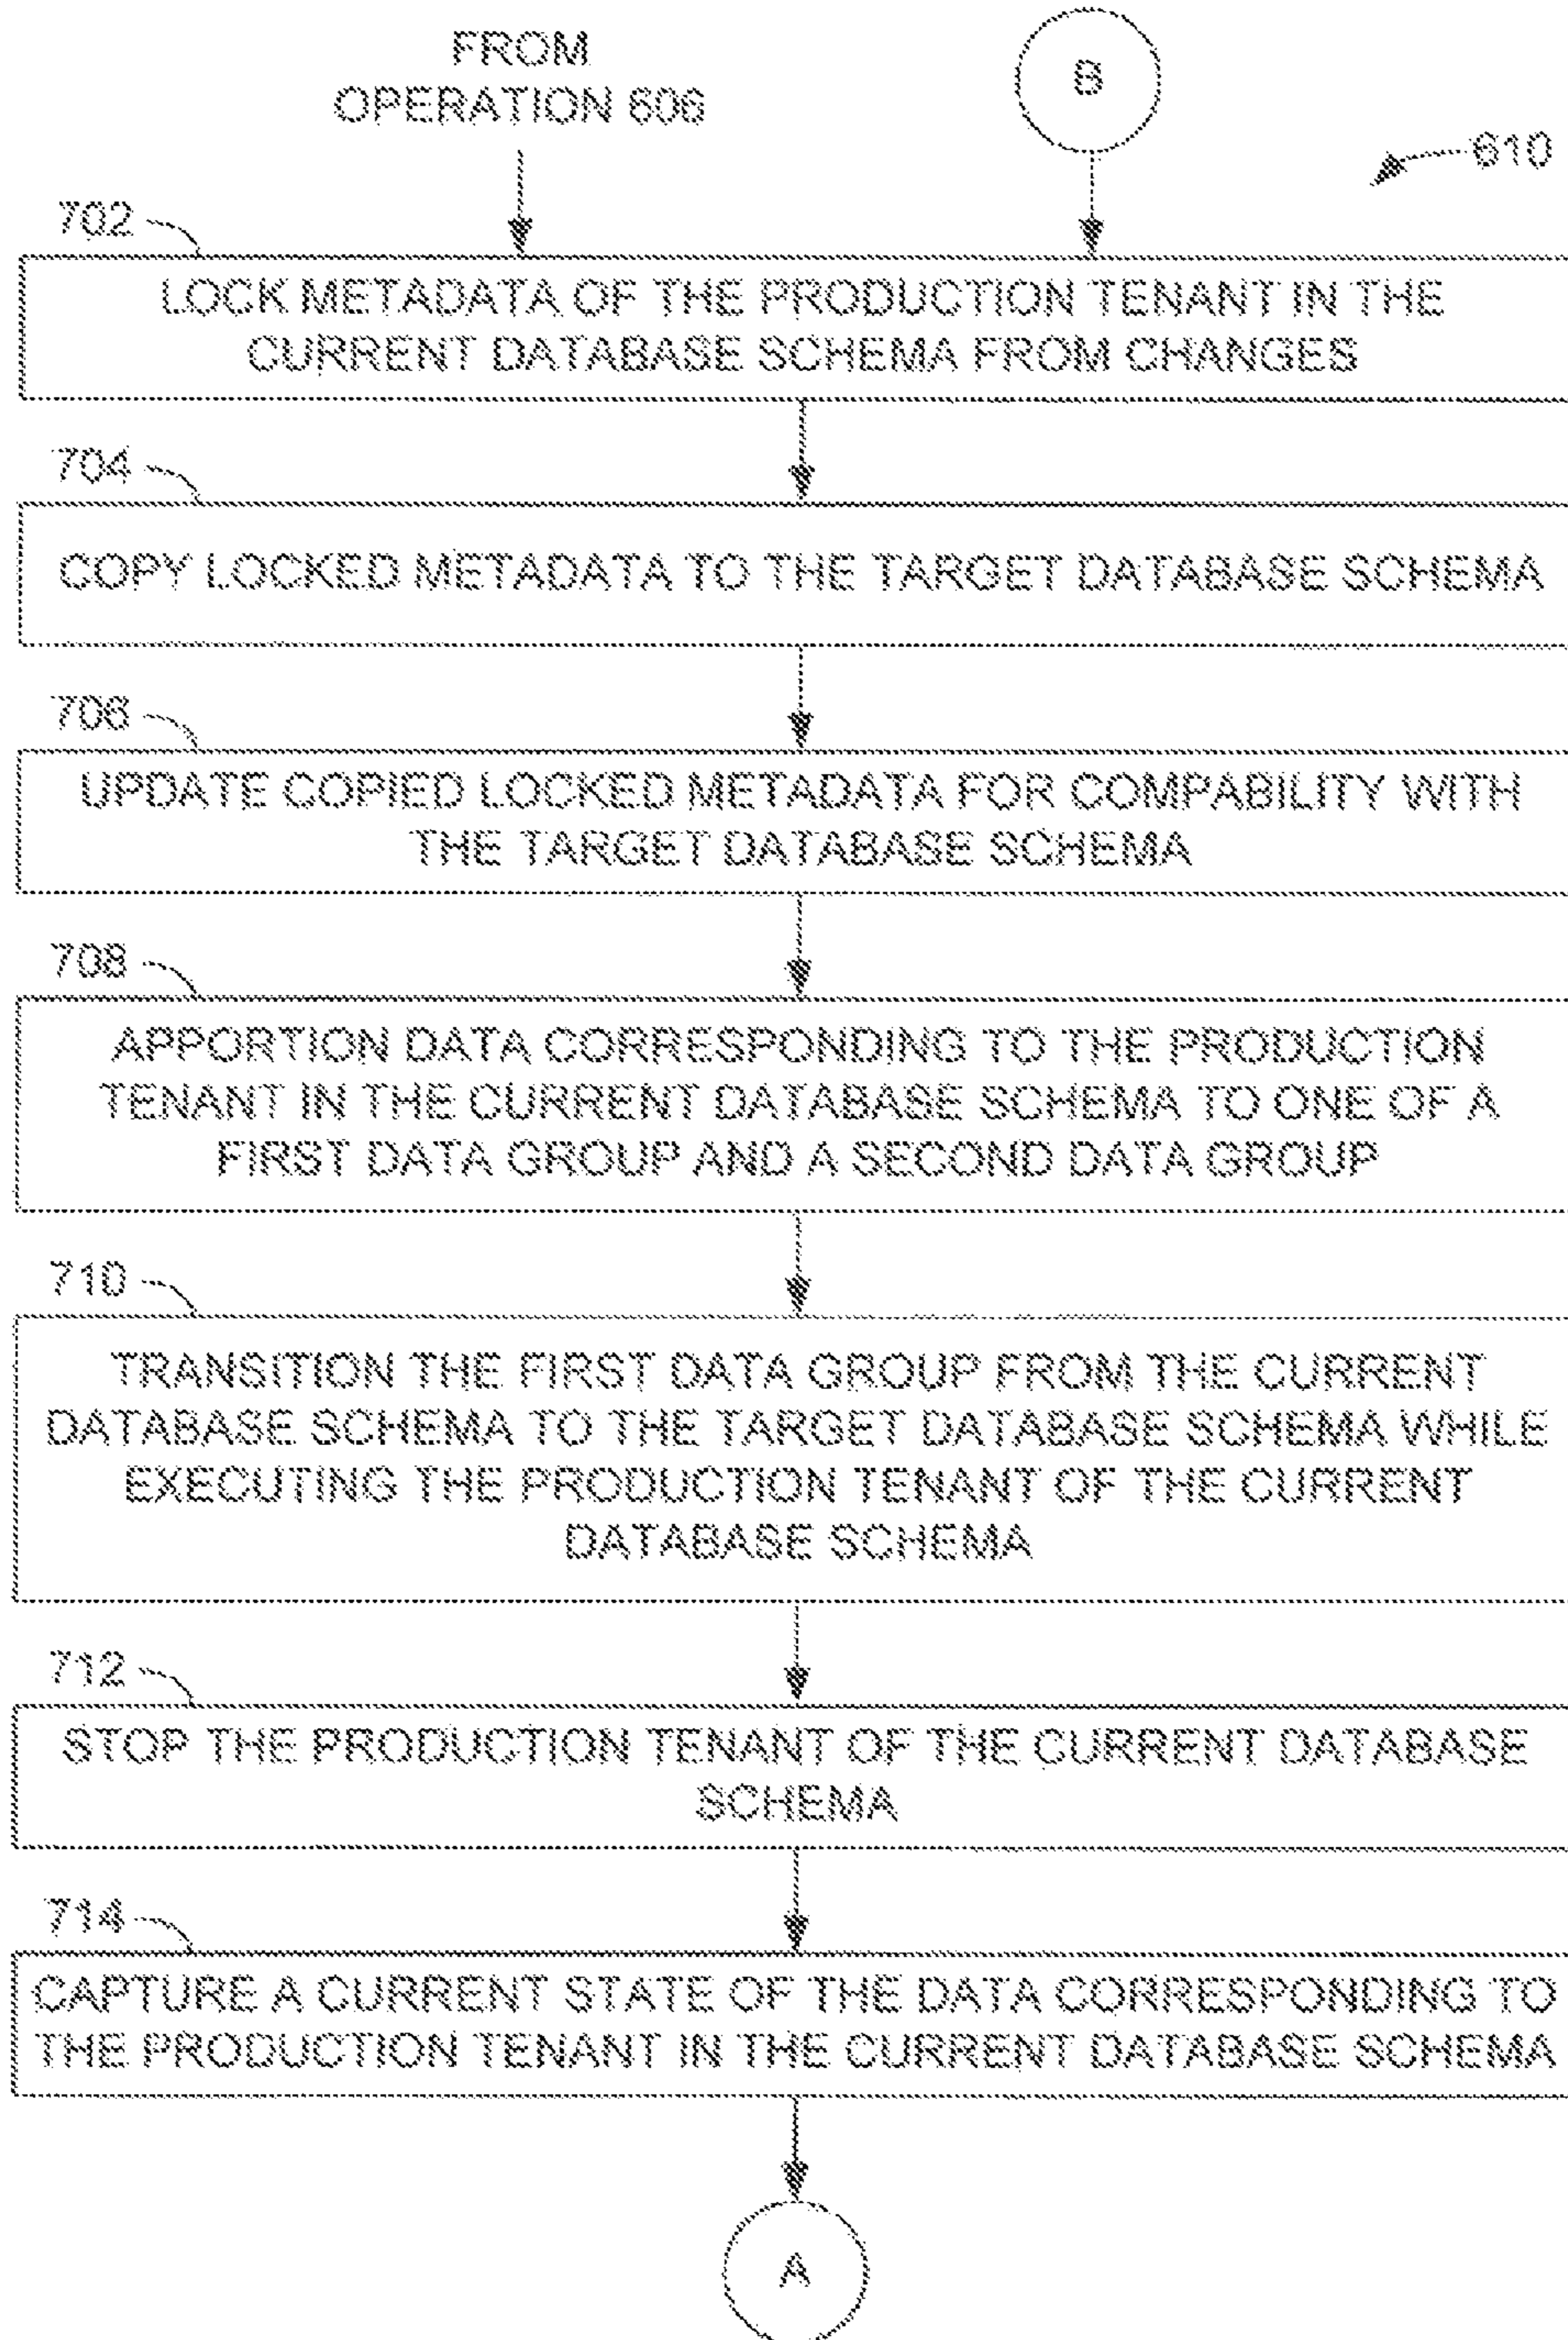 FROM
OPERATION 606
B
610
702
LOCK METADATA OF THE PRODUCTION TENANT IN THE
CURRENT DATABASE SCHEMA FROM CHANGES
704
COPY LOCKED METADATA TO THE TARGET DATABASE SCHEMA
706
UPDATE COPIED LOCKED METADATA FOR COMPABILITY WITH
THE TARGET DATABASE SCHEMA
708
APPORTION DATA CORRESPONDING TO THE PRODUCTION
TENANT IN THE CURRENT DATABASE SCHEMA TO ONE OF A
FIRST DATA GROUP AND A SECOND DATA GROUP
710
TRANSITION THE FIRST DATA GROUP FROM THE CURRENT
DATABASE SCHEMA TO THE TARGET DATABASE SCHEMA WHILE
EXECUTING THE PRODUCTION TENANT OF THE CURRENT
DATABASE SCHEMA
712
STOP THE PRODUCTION TENANT OF THE CURRENT DATABASE
SCHEMA
714
CAPTURE A CURRENT STATE OF THE DATA CORRESPONDING TO
THE PRODUCTION TENANT IN THE CURRENT DATABASE SCHEMA
A